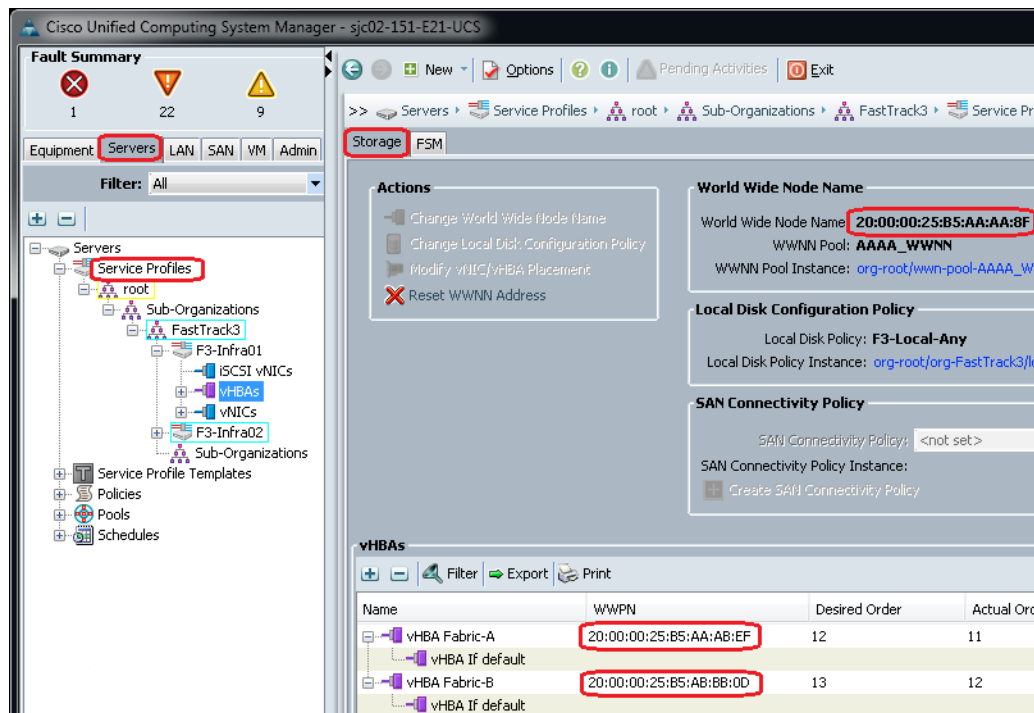 Cisco Unified Computing System Manager - sjc02-151-E21-UCS
Fault Summary
1 22 9
New Options Pending Activities Exit
>> Servers Service Profiles root Sub-Organizations FastTrack3 Service Pr
Equipment Servers LAN SAN VM Admin
Filter: All
Servers
Service Profiles
root
Sub-Organizations
FastTrack3
F3-Infra01
iSCSI vNICs
vHBAs
vNICs
F3-Infra02
Sub-Organizations
Service Profile Templates
Policies
Pools
Schedules
Storage FSM
Actions
Change World Wide Node Name
Change Local Disk Configuration Policy
Modify vNIC/vHBA Placement
Reset WWNN Address
World Wide Node Name
World Wide Node Name: 20:00:00:25:B5:AA:AA:8F
WWNN Pool: AAAA_WWNN
WWNN Pool Instance: org-root/wwn-pool-AAAA_W
Local Disk Configuration Policy
Local Disk Policy: F3-Local-Any
Local Disk Policy Instance: org-root/org-FastTrack3/lo
SAN Connectivity Policy
SAN Connectivity Policy: <not set>
SAN Connectivity Policy Instance:
Create SAN Connectivity Policy
vHBAs
Filter Export Print
Name WWPN Desired Order Actual Ord
vHBA Fabric-A 20:00:00:25:B5:AA:AB:EF 12 11
vHBA If default
vHBA Fabric-B 20:00:00:25:B5:AB:BB:0D 13 12
vHBA If default